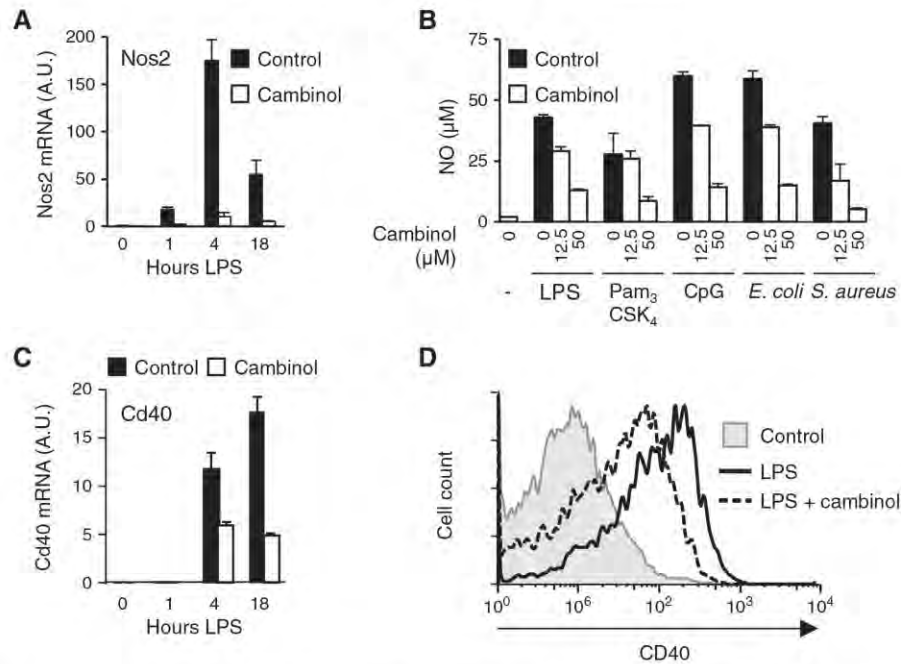 A
Nos2 mRNA (A.U.)
200
150
100
50
0
Nos2
Control
Cambinol
0 1 4 18
Hours LPS
B
NO (µM)
75
50
25
0
Control
Cambinol
Cambinol
(µM)
0 0 12.5 50 0 12.5 50 0 12.5 50 0 12.5 50 0 12.5 50
- LPS Pam3 CpG E. coli S. aureus
CSK4
C
Control Cambinol
Cd40 mRNA (A.U.)
20
15
10
5
0
Cd40
0 1 4 18
Hours LPS
D
Cell count
Control
LPS
LPS + cambinol
10⁰ 10⁶ 10² 10³ 10⁴
CD40